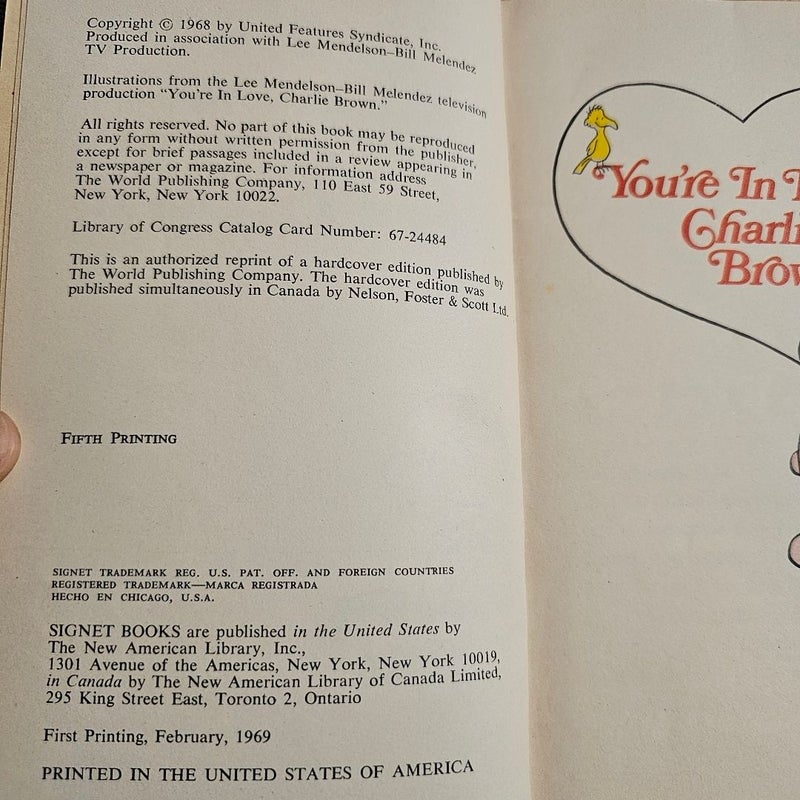 Copyright © 1968 by United Features Syndicate, Inc.
Produced in association with Lee Mendelson–Bill Melendez
TV Production.
Illustrations from the Lee Mendelson–Bill Melendez television
production "You're In Love, Charlie Brown."
All rights reserved. No part of this book may be reproduced
in any form without written permission from the publisher,
except for brief passages included in a review appearing in
a newspaper or magazine. For information address
The World Publishing Company, 110 East 59 Street,
New York, New York 10022.
Library of Congress Catalog Card Number: 67-24484
This is an authorized reprint of a hardcover edition published by
The World Publishing Company. The hardcover edition was
published simultaneously in Canada by Nelson, Foster & Scott Ltd.
FIFTH PRINTING
SIGNET TRADEMARK REG. U.S. PAT. OFF. AND FOREIGN COUNTRIES
REGISTERED TRADEMARK—MARCA REGISTRADA
HECHO EN CHICAGO, U.S.A.
SIGNET BOOKS are published in the United States by
The New American Library, Inc.,
1301 Avenue of the Americas, New York, New York 10019,
in Canada by The New American Library of Canada Limited,
295 King Street East, Toronto 2, Ontario
First Printing, February, 1969
PRINTED IN THE UNITED STATES OF AMERICA
You're In